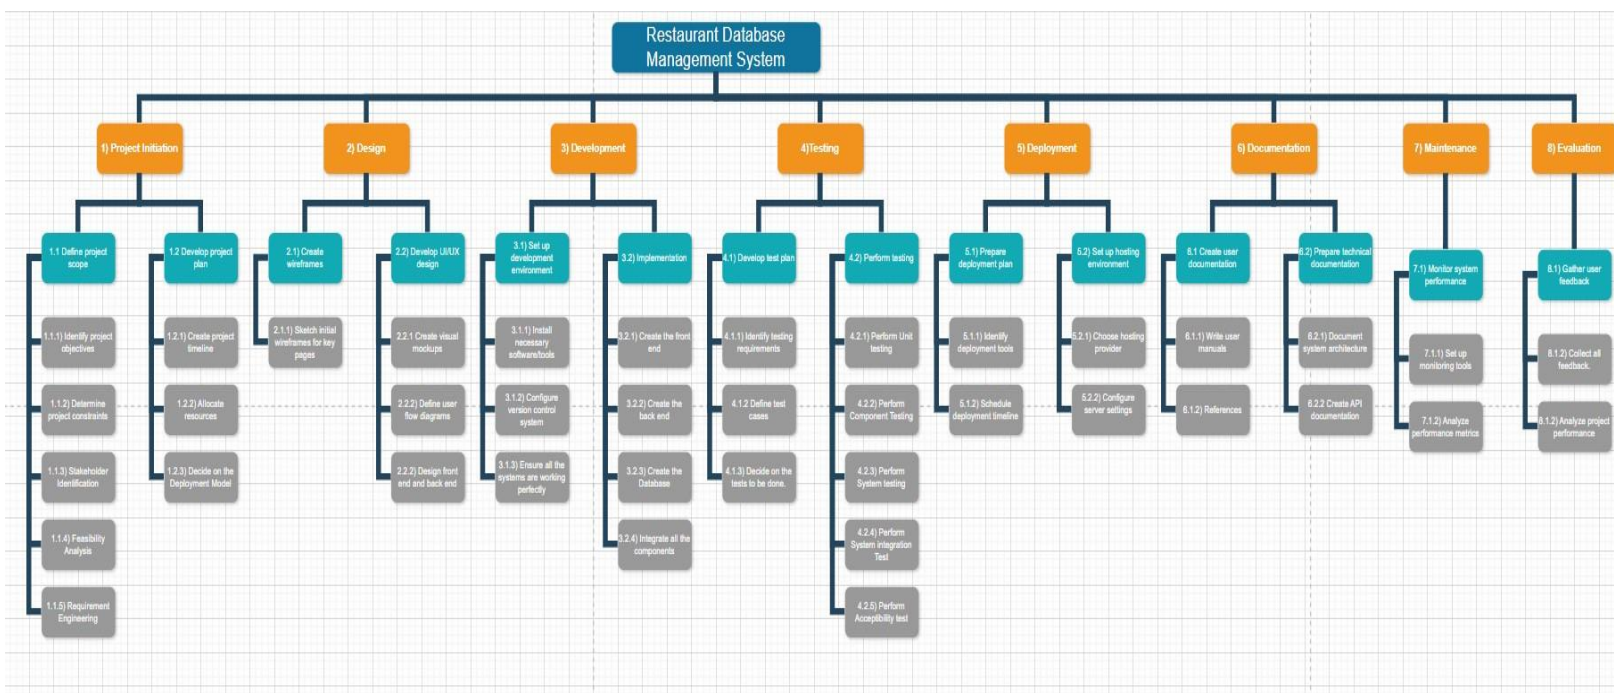 Restaurant Database
Management System
1) Project Initiation
2) Design
3) Development
4)Testing
5) Deployment
6) Documentation
7) Maintenance
8) Evaluation
1.1 Define project
scope
1.1.1) Identify project
objectives
1.1.2) Determine
project constraints
1.1.3) Stakeholder
Identification
1.1.4) Feasibility
Analysis
1.1.5) Requirement
Engineering
1.2 Develop project
plan
1.2.1) Create project
timeline
1.2.2) Allocate
resources
1.2.3) Decide on the
Deployment Model
2.1) Create
wireframes
2.1.1) Sketch initial
wireframes for key
pages
2.2) Develop UI/UX
design
2.2.1 Create visual
mockups
2.2.2) Define user
flow diagrams
2.2.2) Design front
end and back end
3.1) Set up
development
environment
3.1.1) Install
necessary
software/tools
3.1.2) Configure
version control
system
3.1.3) Ensure all the
systems are working
perfectly
3.2) Implementation
3.2.1) Create the front
end
3.2.2) Create the
back end
3.2.3) Create the
Database
3.2.4) Integrate all the
components
4.1) Develop test plan
4.1.1) Identify testing
requirements
4.1.2 Define test
cases
4.1.3) Decide on the
tests to be done.
4.2) Perform testing
4.2.1) Perform Unit
testing
4.2.2) Perform
Component Testing
4.2.3) Perform
System testing
4.2.4) Perform
System integration
Test
4.2.5) Perform
Acceptibility test
5.1) Prepare
deployment plan
5.1.1) Identify
deployment tools
5.1.2) Schedule
deployment timeline
5.2) Set up hosting
environment
5.2.1) Choose hosting
provider
5.2.2) Configure
server settings
6.1 Create user
documentation
6.1.1) Write user
manuals
6.1.2) References
6.2) Prepare technical
documentation
6.2.1) Document
system architecture
6.2.2 Create API
documentation
7.1) Monitor system
performance
7.1.1) Set up
monitoring tools
7.1.2) Analyze
performance metrics
8.1) Gather user
feedback
8.1.2) Collect all
feedback.
8.1.2) Analyze project
performance